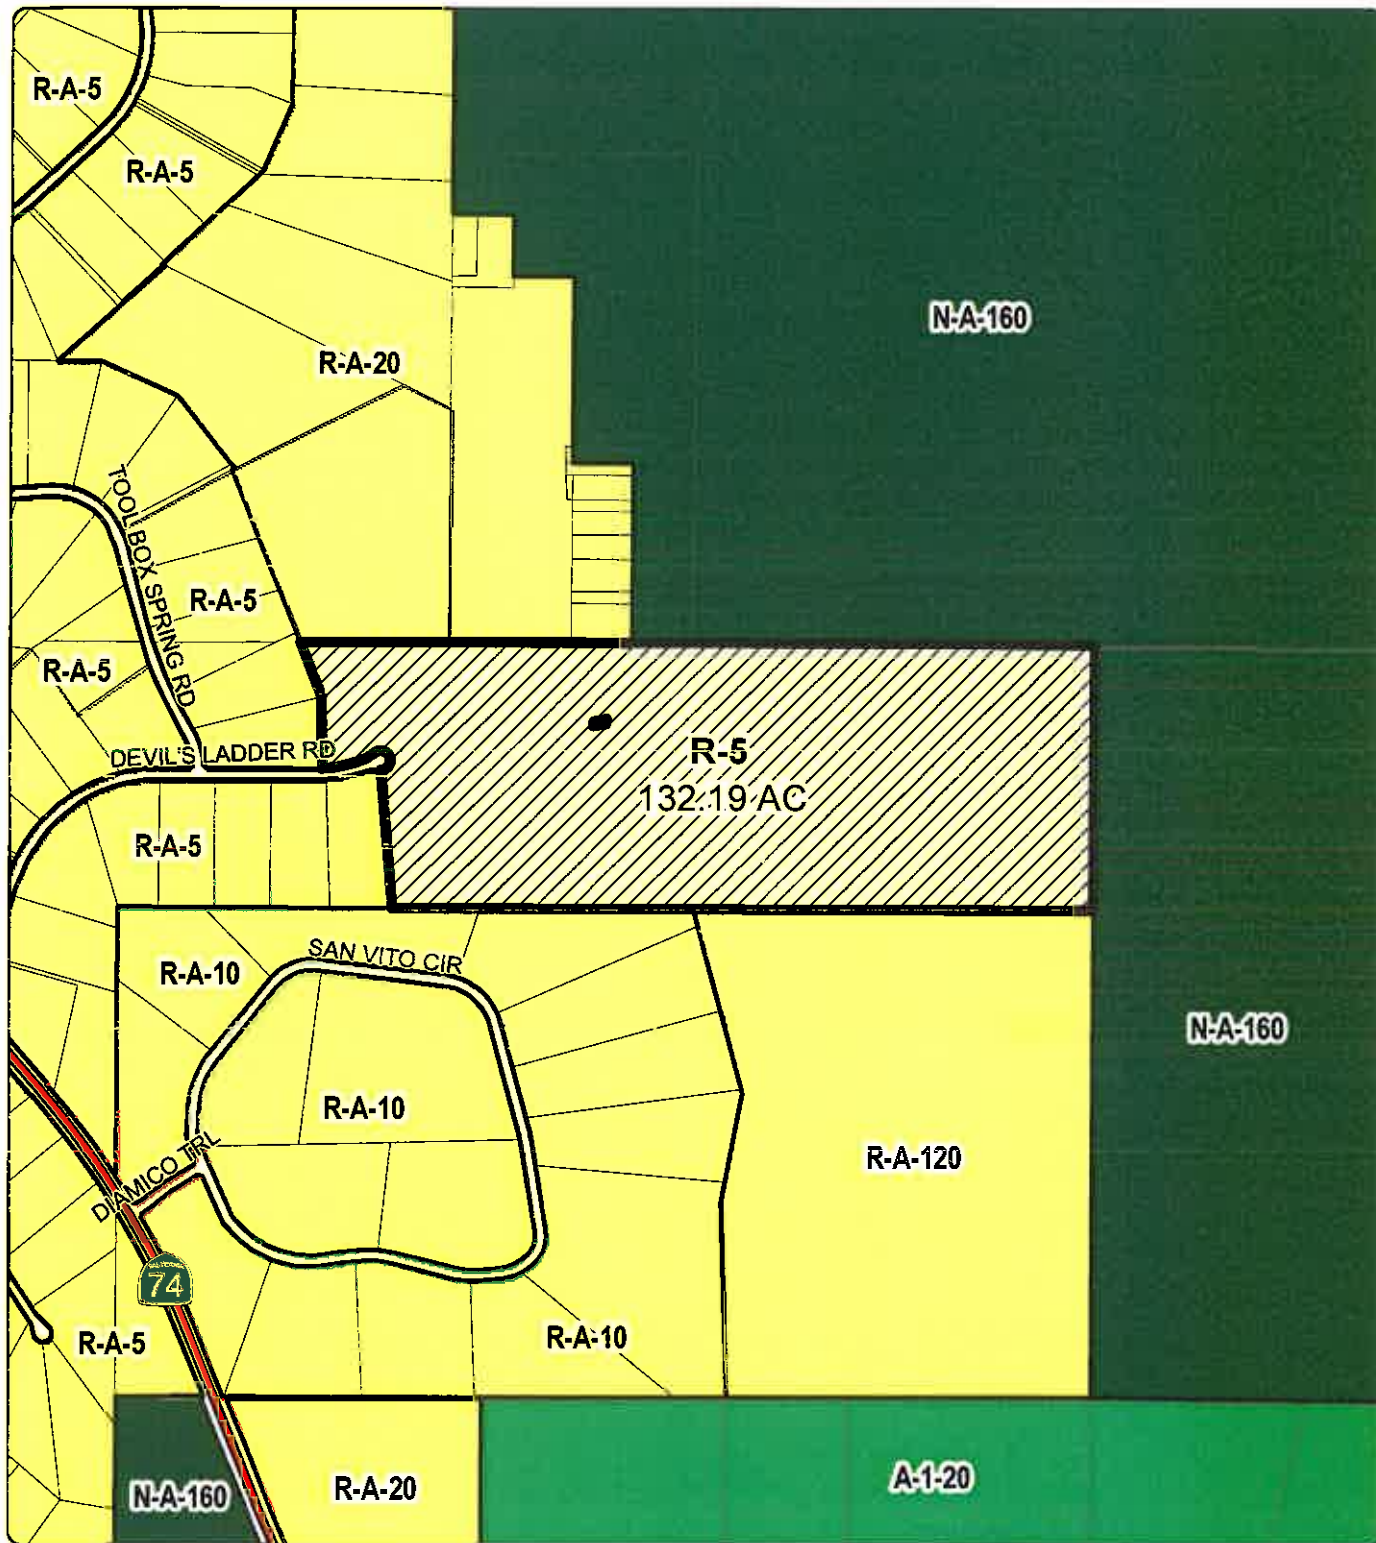 R-A-5
R-A-5
N-A-160
R-A-20
TOOL BOX SPRING RD
R-A-5
R-A-5
DEVIL'S LADDER RD
R-5
132.19 AC
R-A-5
SAN VITO CIR
R-A-10
N-A-160
R-A-10
DIAMICO TRL
R-A-120
74
R-A-5
R-A-10
N-A-160
R-A-20
A-1-20